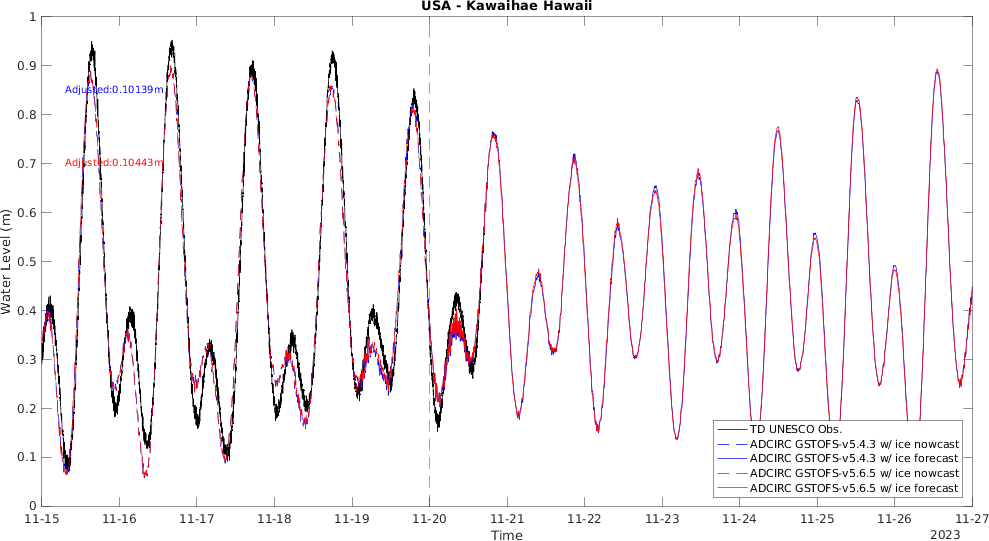 USA - Kawaihae Hawaii
1
0.9
0.8
0.7
0.6
0.5
0.4
0.3
0.2
0.1
0
Water Level (m)
Adjusted:0.10139m
Adjusted:0.10443m
TD UNESCO Obs.
ADCIRC GSTOFS-v5.4.3 w/ ice nowcast
ADCIRC GSTOFS-v5.4.3 w/ ice forecast
ADCIRC GSTOFS-v5.6.5 w/ ice nowcast
ADCIRC GSTOFS-v5.6.5 w/ ice forecast
11-15 11-16 11-17 11-18 11-19 11-20 11-21 11-22 11-23 11-24 11-25 11-26 11-27
Time
2023